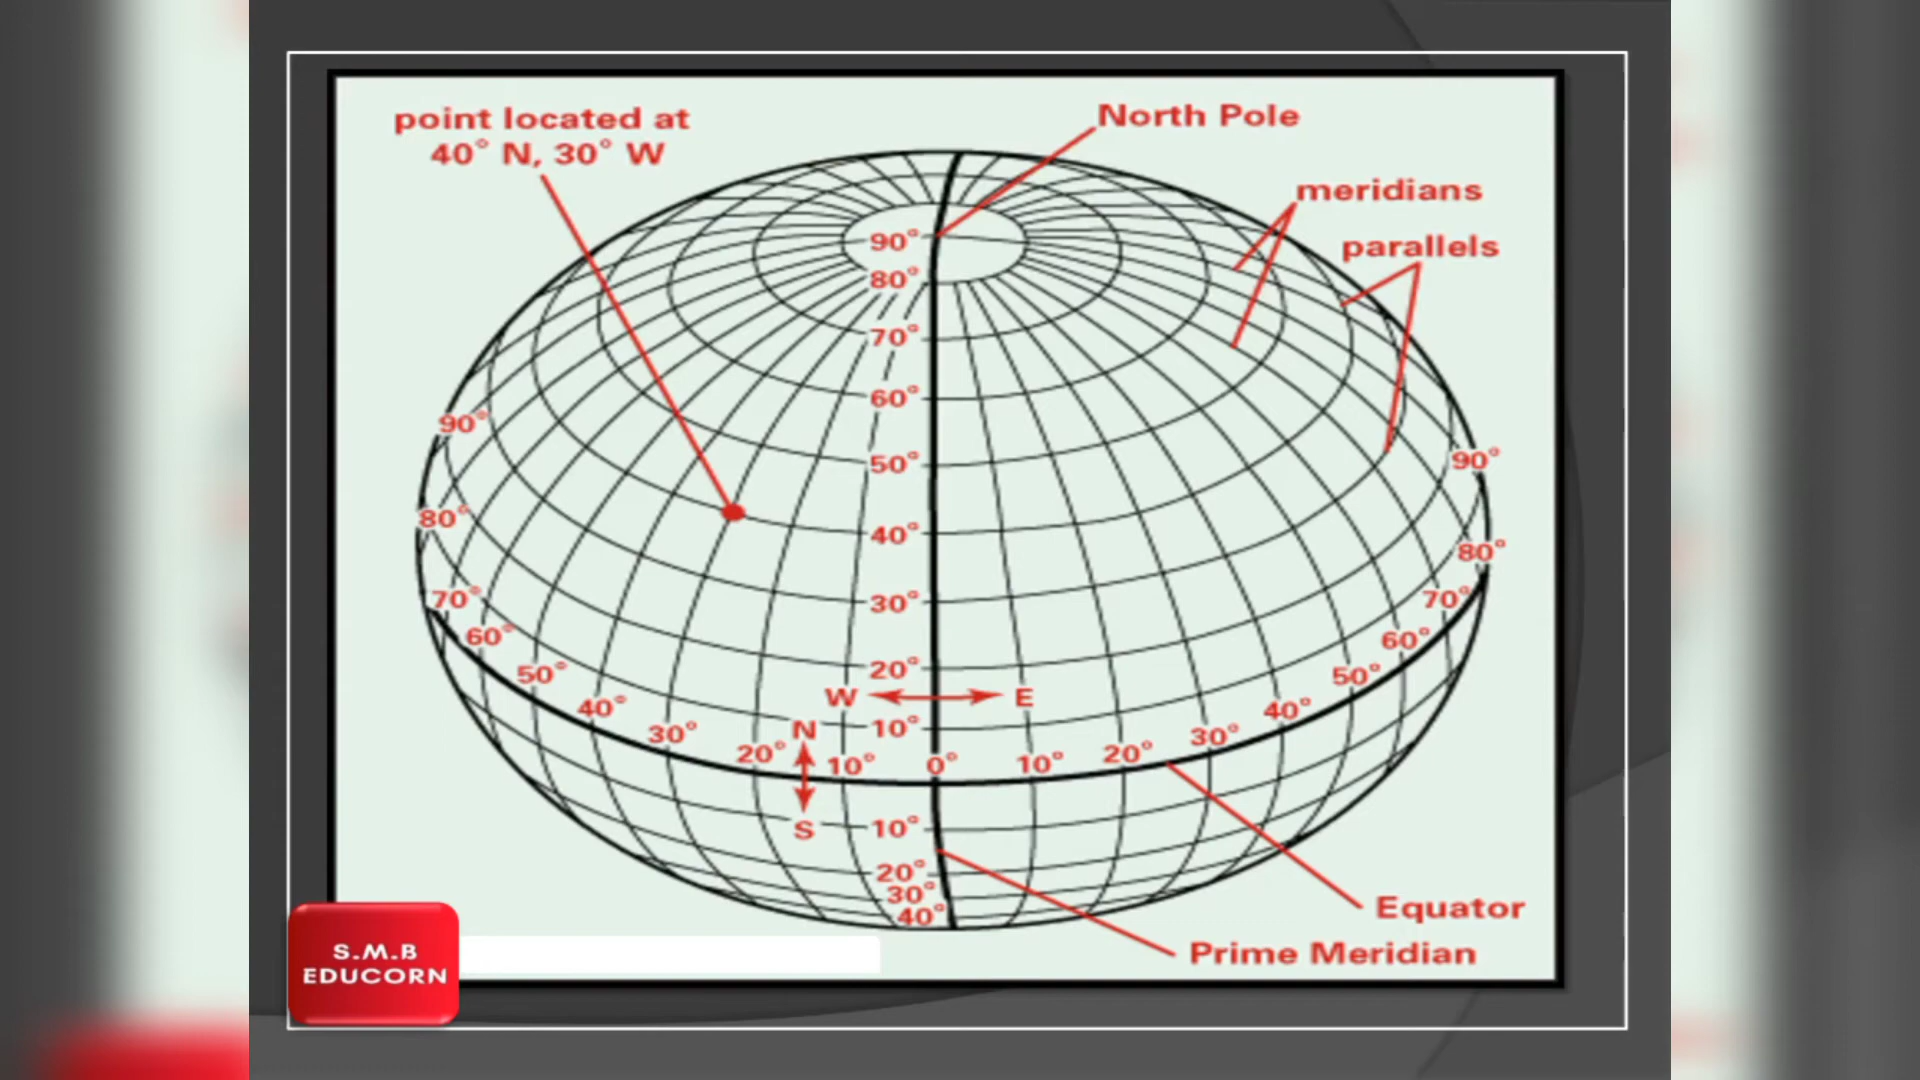 point located at
40° N, 30° W
North Pole
meridians
parallels
90°
80°
70°
60°
50°
40°
30°
20°
10°
90°
80°
70°
60°
50°
40°
30°
20°
10°
0°
10°
20°
30°
40°
50°
60°
70°
80°
90°
W
E
N
S
10°
20°
30°
40°
Equator
Prime Meridian
S.M.B
EDUCORN